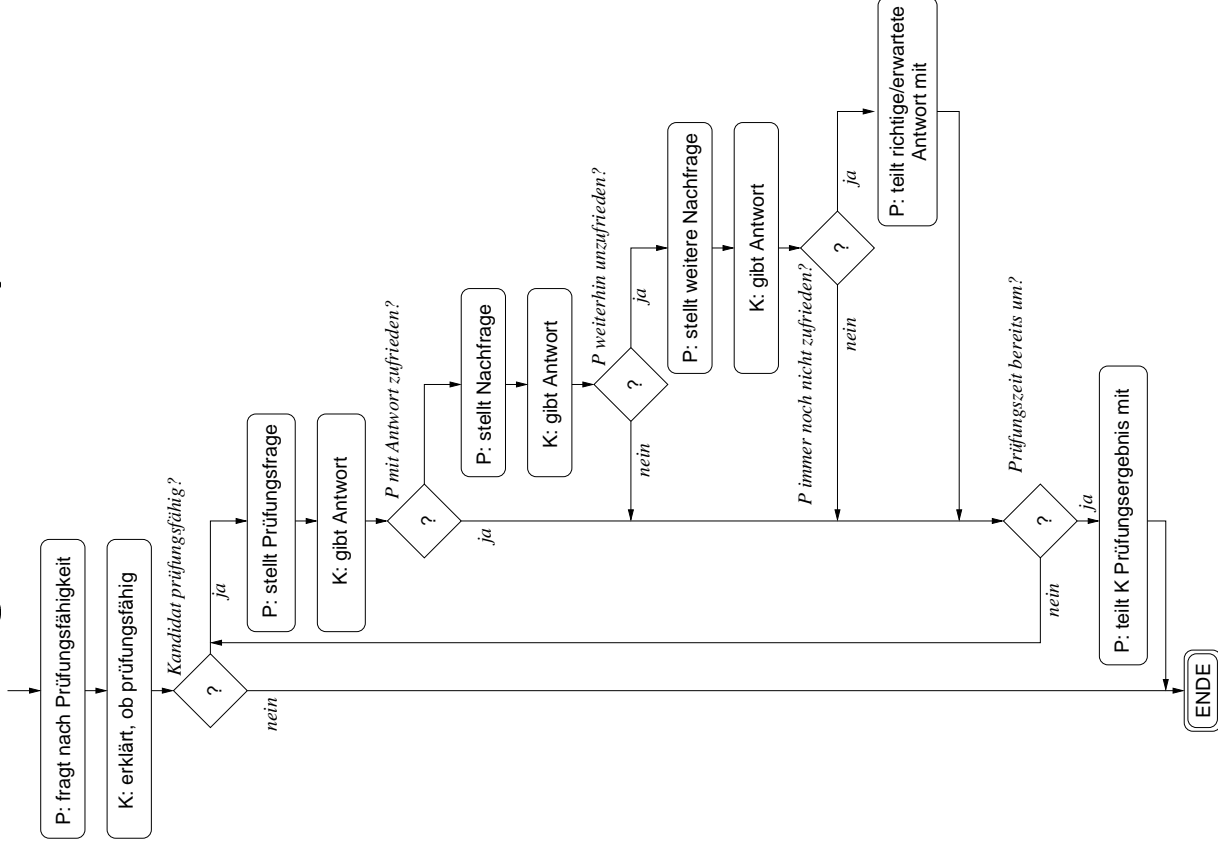 P: fragt nach Prüfungsfähigkeit
K: erklärt, ob prüfungsfähig
Kandidat prüfungsfähig?
?
ja
nein
P: stellt Prüfungsfrage
K: gibt Antwort
P mit Antwort zufrieden?
?
ja
P: stellt Nachfrage
K: gibt Antwort
P weiterhin unzufrieden?
?
ja
nein
P: stellt weitere Nachfrage
K: gibt Antwort
P immer noch nicht zufrieden?
?
ja
nein
P: teilt richtige/erwartete
Antwort mit
Prüfungszeit bereits um?
?
ja
nein
P: teilt K Prüfungsergebnis mit
ENDE